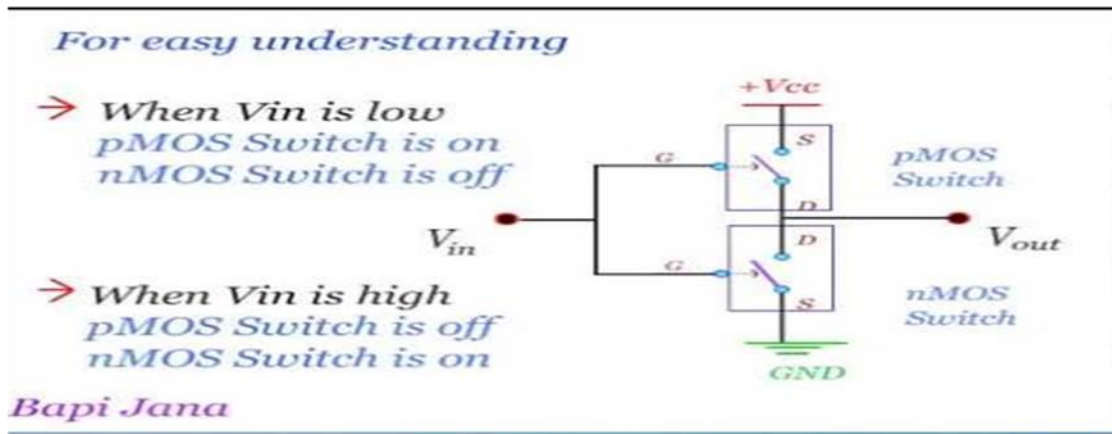 For easy understanding
→ When Vin is low
pMOS Switch is on
nMOS Switch is off
→ When Vin is high
pMOS Switch is off
nMOS Switch is on
Bapi Jana
+Vcc
S
G
pMOS
Switch
D
Vin
Vout
D
G
nMOS
Switch
S
GND